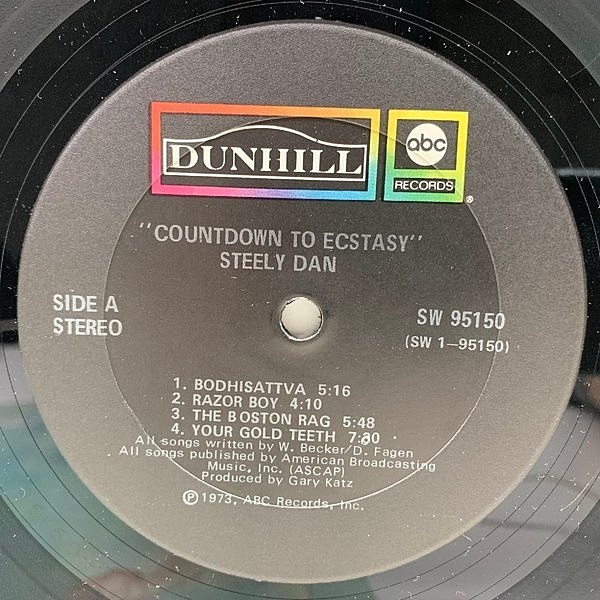 DUNHILL
abc
RECORDS
®
"COUNTDOWN TO ECSTASY"
STEELY DAN
SIDE A
STEREO
SW 95150
(SW 1—95150)
1. BODHISATTVA 5:16
2. RAZOR BOY 4:10
3. THE BOSTON RAG 5:48
4. YOUR GOLD TEETH
All songs written by W. Becker/D. Fagen
All songs published by American Broadcasting
Music, Inc. (ASCAP)
Produced by Gary Katz
℗ 1973, ABC Records, Inc.